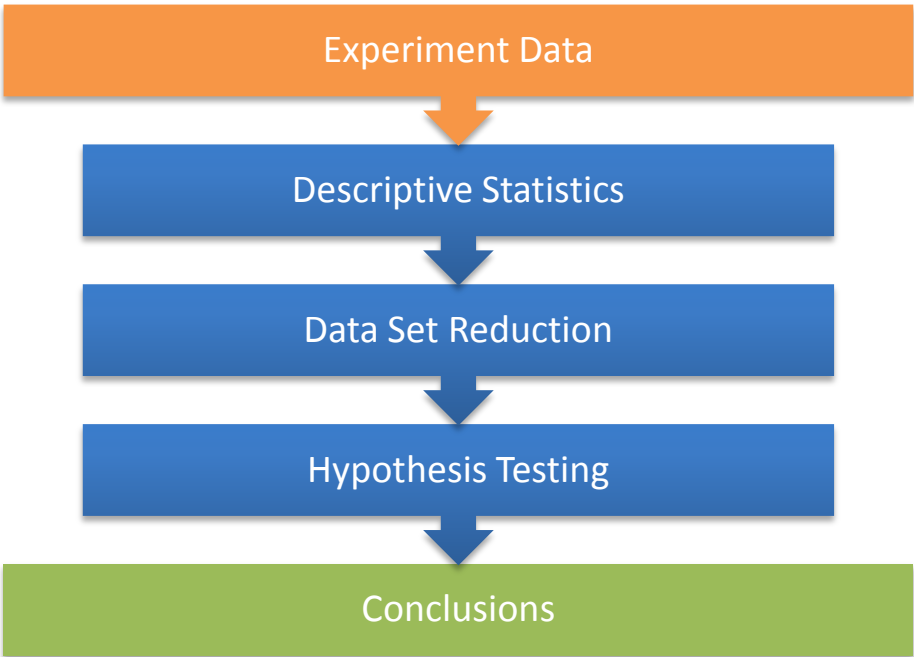 Experiment Data
Descriptive Statistics
Data Set Reduction
Hypothesis Testing
Conclusions